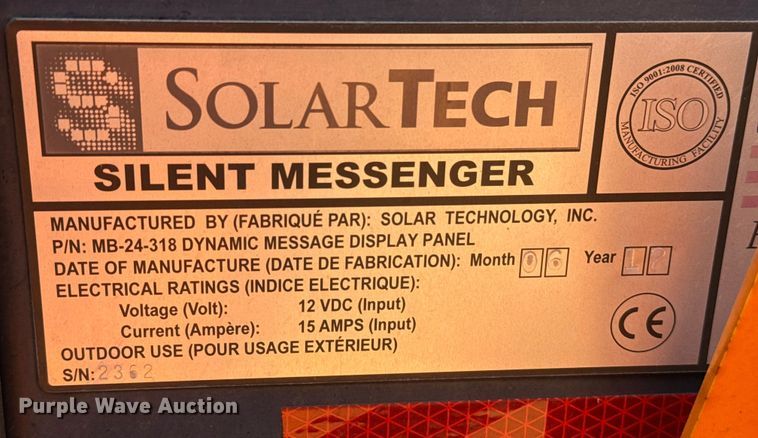 SOLARTECH
SILENT MESSENGER
ISO 9001:2008 CERTIFIED
ISO
MANUFACTURING FACILITY
MANUFACTURED BY (FABRIQUÉ PAR): SOLAR TECHNOLOGY, INC.
P/N: MB-24-318 DYNAMIC MESSAGE DISPLAY PANEL
DATE OF MANUFACTURE (DATE DE FABRICATION): Month 06 Year
ELECTRICAL RATINGS (INDICE ELECTRIQUE):
Voltage (Volt): 12 VDC (Input)
Current (Ampère): 15 AMPS (Input)
OUTDOOR USE (POUR USAGE EXTÉRIEUR)
S/N: 2362
CE
Purple Wave Auction